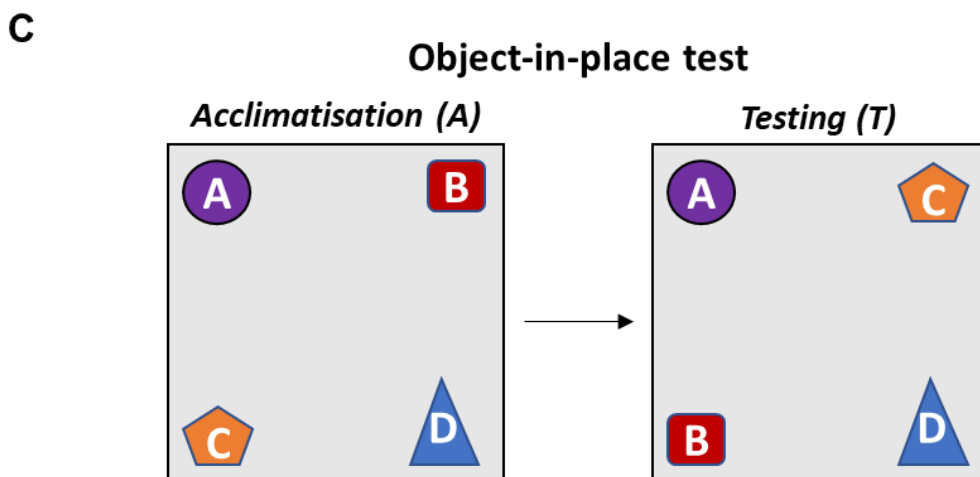 C
Object-in-place test
Acclimatisation (A)
Testing (T)
A
B
A
C
C
D
B
D